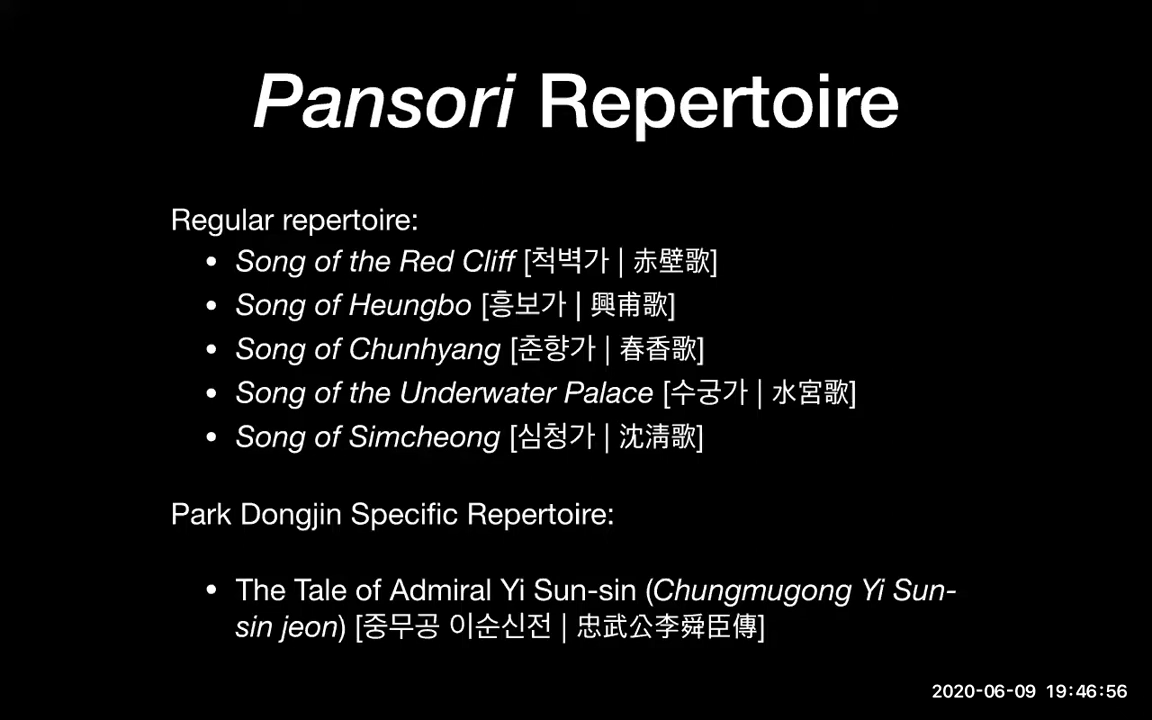 Pansori Repertoire
Regular repertoire:
• Song of the Red Cliff [척벽가 | 赤壁歌]
• Song of Heungbo [흥보가 | 興甫歌]
• Song of Chunhyang [춘향가 | 春香歌]
• Song of the Underwater Palace [수궁가 | 水宮歌]
• Song of Simcheong [심청가 | 沈淸歌]
Park Dongjin Specific Repertoire:
• The Tale of Admiral Yi Sun-sin (Chungmugong Yi Sun-
sin jeon) [중무공 이순신전 | 忠武公李舜臣傳]
2020-06-09 19:46:56